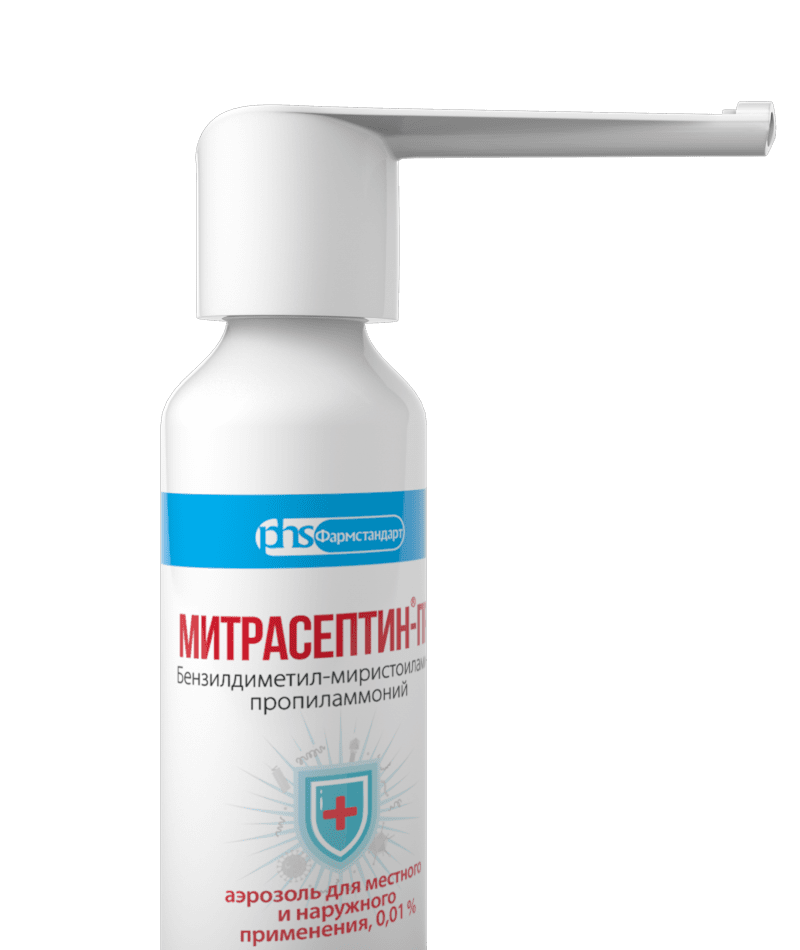 phs Фармстандарт
МИТРАСЕПТИН®-П
Бензилдиметил-миристоилам
пропиламмоний
аэрозоль для местного
и наружного
применения, 0,01 %